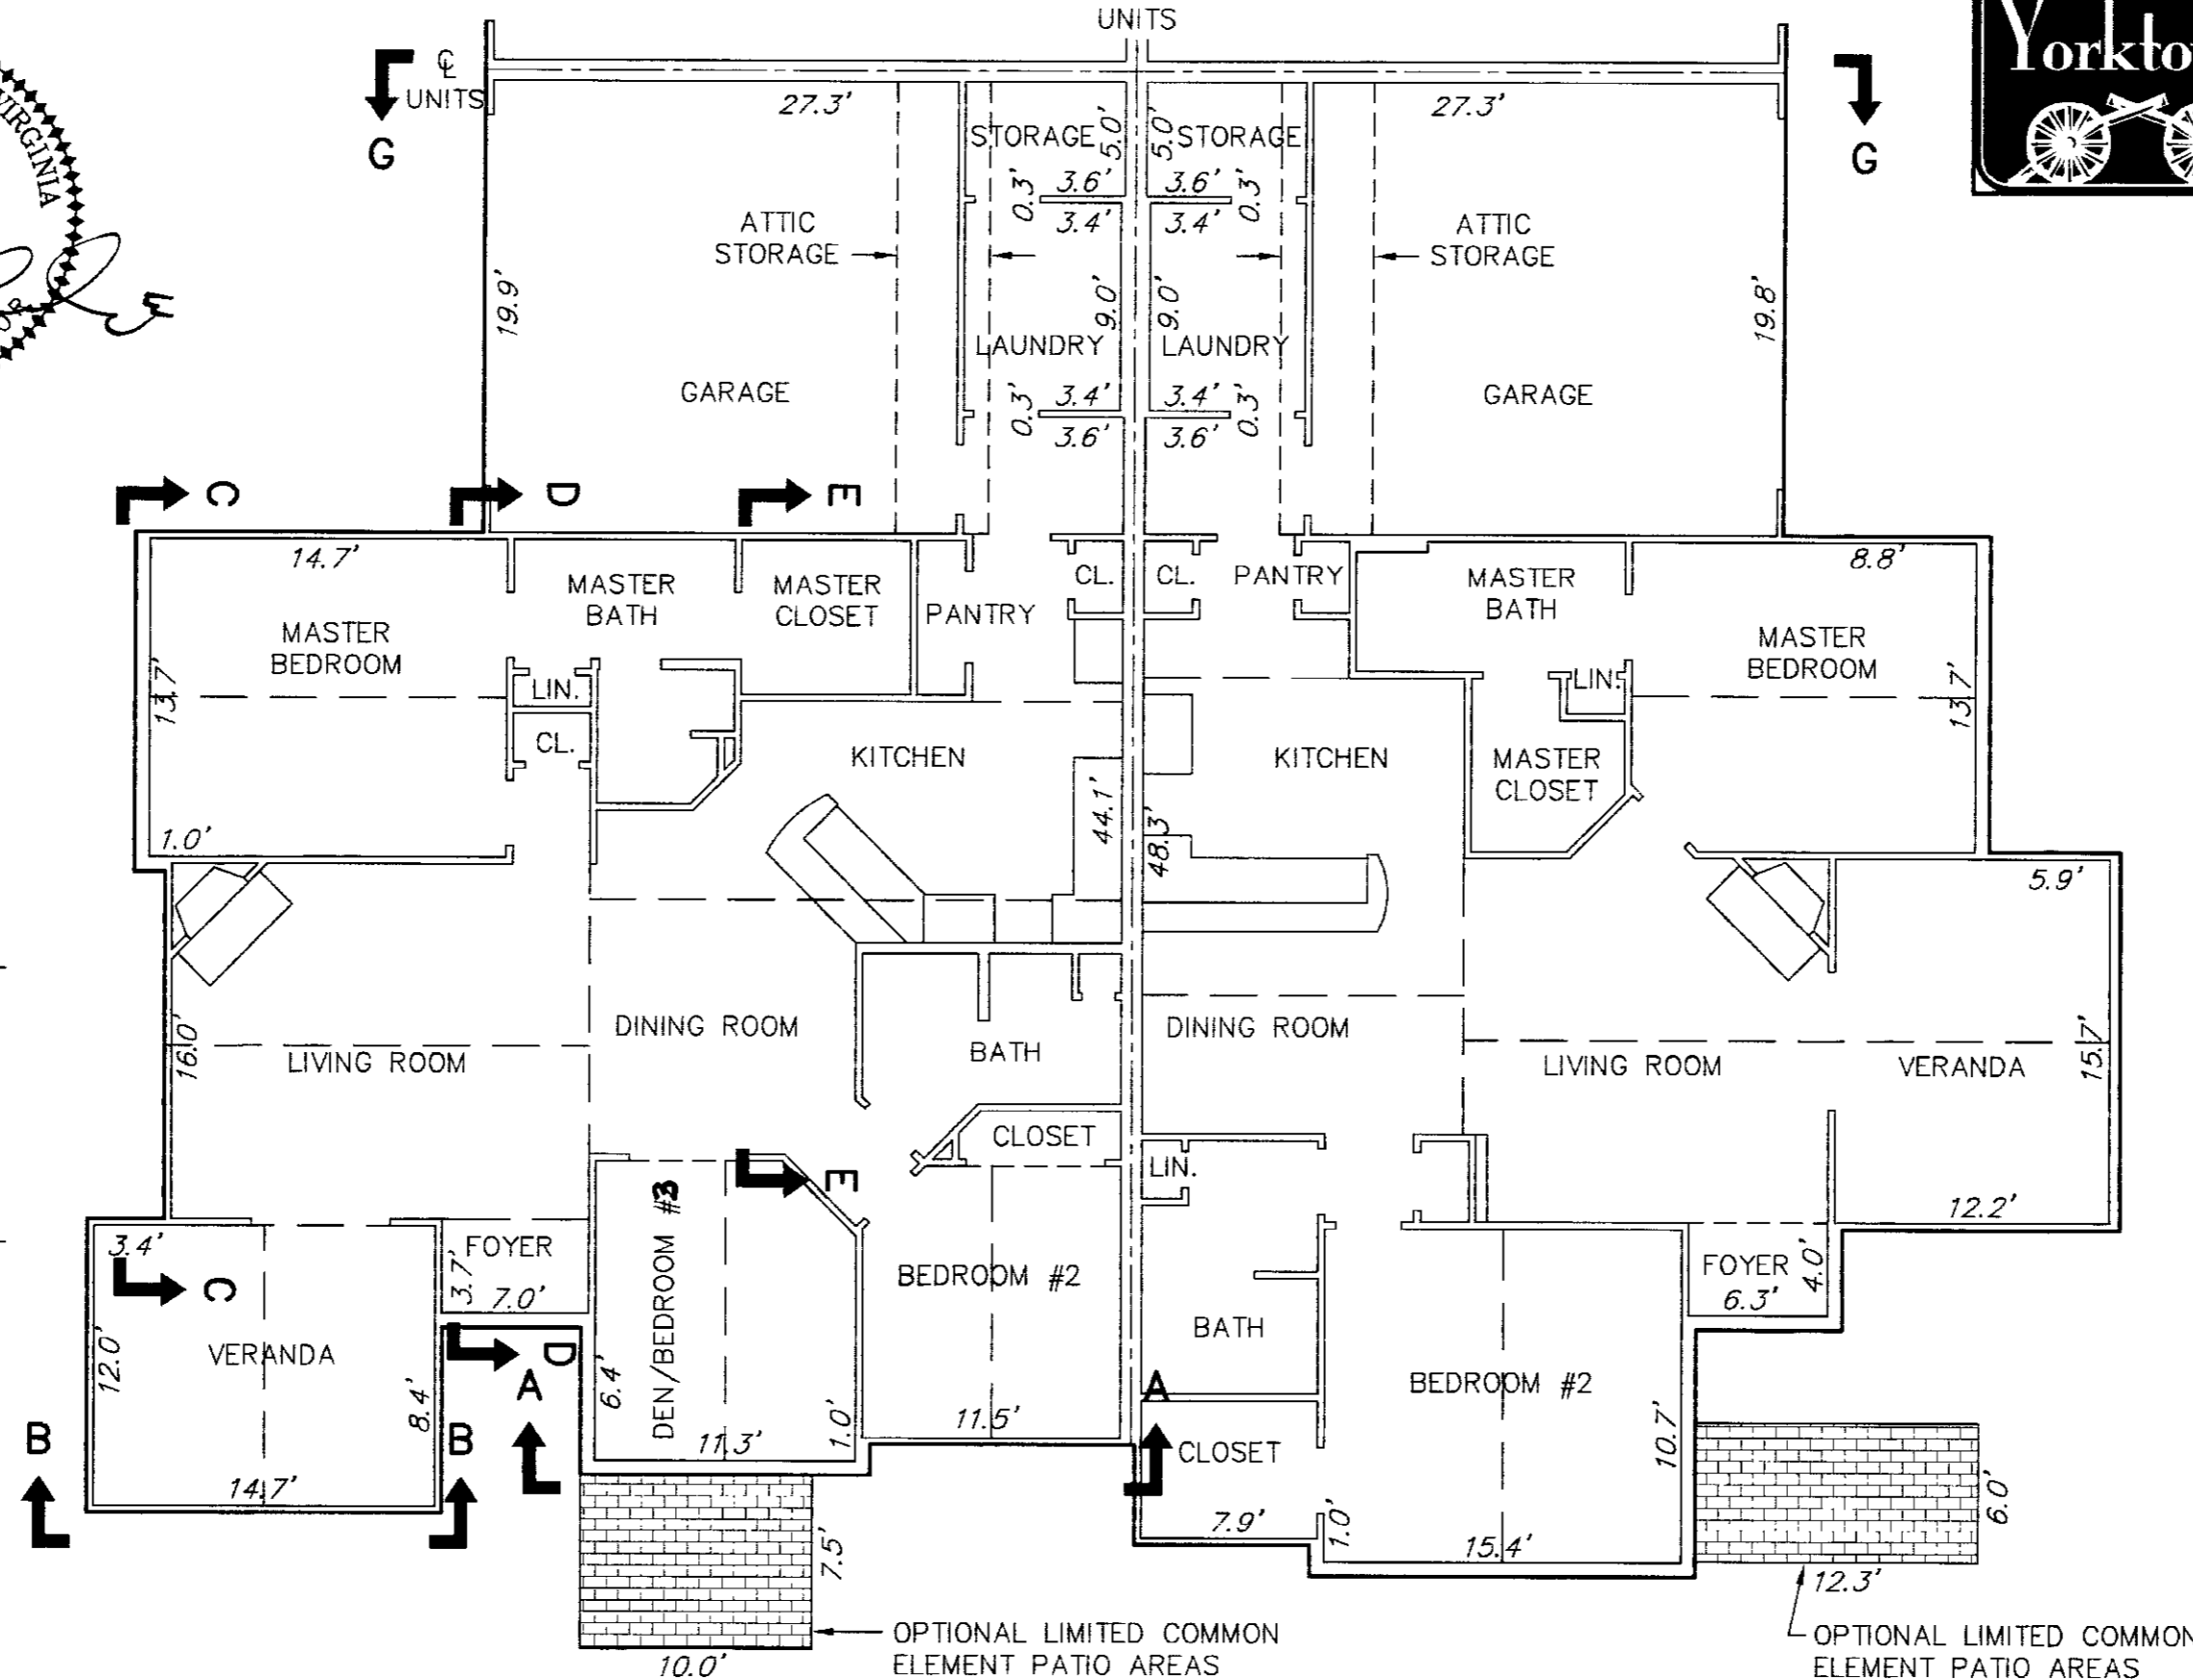 UNITS
Yorkto
VIRGINIA
℄
UNITS
G
G
27.3'
27.3'
STORAGE
5.0'
5.0'
STORAGE
3.6'
3.6'
0.3'
0.3'
3.4'
3.4'
ATTIC
STORAGE
ATTIC
STORAGE
19.9'
9.0'
9.0'
19.8'
LAUNDRY
LAUNDRY
GARAGE
GARAGE
0.3'
3.4'
3.4'
0.3'
3.6'
3.6'
C
D
E
14.7'
MASTER
BATH
MASTER
CLOSET
PANTRY
CL.
CL.
PANTRY
MASTER
BATH
8.8'
MASTER
BEDROOM
MASTER
BEDROOM
13.7'
LIN.
LIN.
13.7'
CL.
KITCHEN
KITCHEN
MASTER
CLOSET
44.1'
48.3'
1.0'
5.9'
16.0'
LIVING ROOM
DINING ROOM
BATH
DINING ROOM
LIVING ROOM
VERANDA
15.7'
CLOSET
LIN.
E
DEN/BEDROOM #3
12.2'
3.4'
C
3.7'
FOYER
7.0'
BEDROOM #2
FOYER
4.0'
6.3'
12.0'
VERANDA
8.4'
D
A
6.4'
BATH
A
BEDROOM #2
B
B
14.7'
11.3'
1.0'
11.5'
CLOSET
10.7'
7.9'
1.0'
15.4'
6.0'
7.5'
12.3'
10.0'
OPTIONAL LIMITED COMMON
ELEMENT PATIO AREAS
OPTIONAL LIMITED COMMON
ELEMENT PATIO AREAS